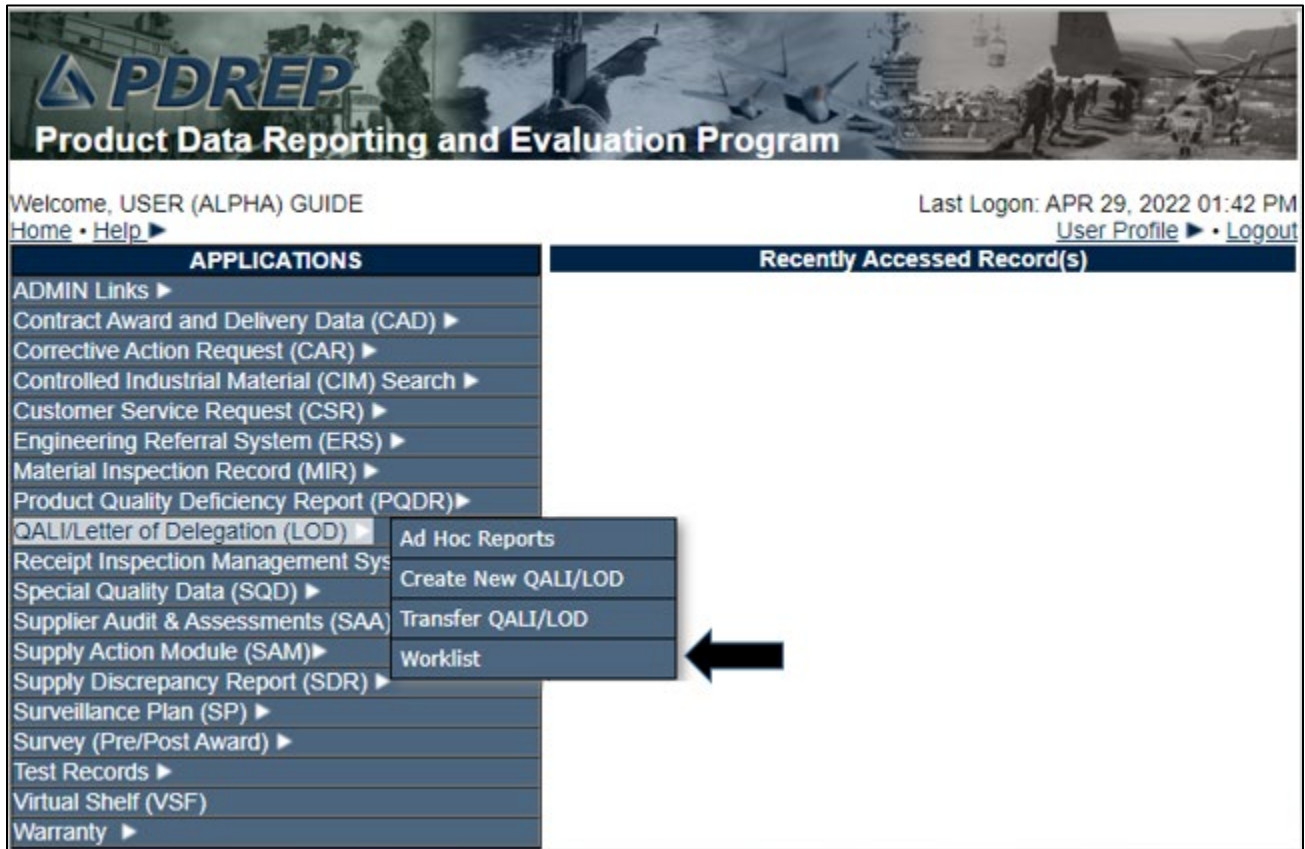 PDREP
Product Data Reporting and Evaluation Program
Welcome, USER (ALPHA) GUIDE
Last Logon: APR 29, 2022 01:42 PM
Home • Help ▶
User Profile ▶ • Logout
APPLICATIONS
Recently Accessed Record(s)
ADMIN Links ▶
Contract Award and Delivery Data (CAD) ▶
Corrective Action Request (CAR) ▶
Controlled Industrial Material (CIM) Search ▶
Customer Service Request (CSR) ▶
Engineering Referral System (ERS) ▶
Material Inspection Record (MIR) ▶
Product Quality Deficiency Report (PQDR)▶
QALI/Letter of Delegation (LOD) ▶
Receipt Inspection Management Sys
Special Quality Data (SQD) ▶
Supplier Audit & Assessments (SAA)
Supply Action Module (SAM)▶
Supply Discrepancy Report (SDR) ▶
Surveillance Plan (SP) ▶
Survey (Pre/Post Award) ▶
Test Records ▶
Virtual Shelf (VSF)
Warranty ▶
Ad Hoc Reports
Create New QALI/LOD
Transfer QALI/LOD
Worklist